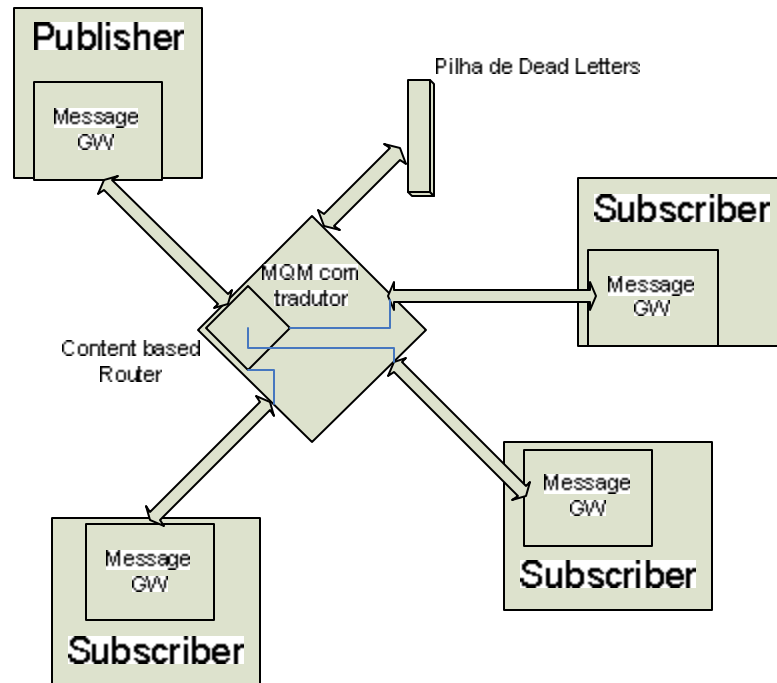 Publisher
Message
GW
Pilha de Dead Letters
Subscriber
Message
GW
MQM com
tradutor
Content based
Router
Message
GW
Subscriber
Message
GW
Subscriber